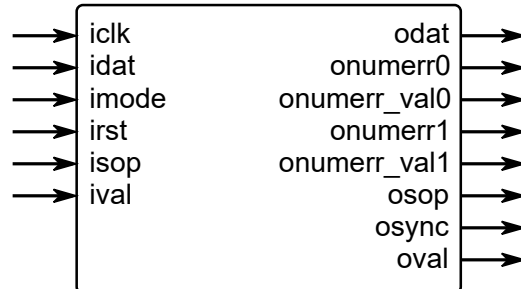 iclk odat
idat onumerr0
imode onumerr_val0
irst onumerr1
isop onumerr_val1
ival osop
osync
oval